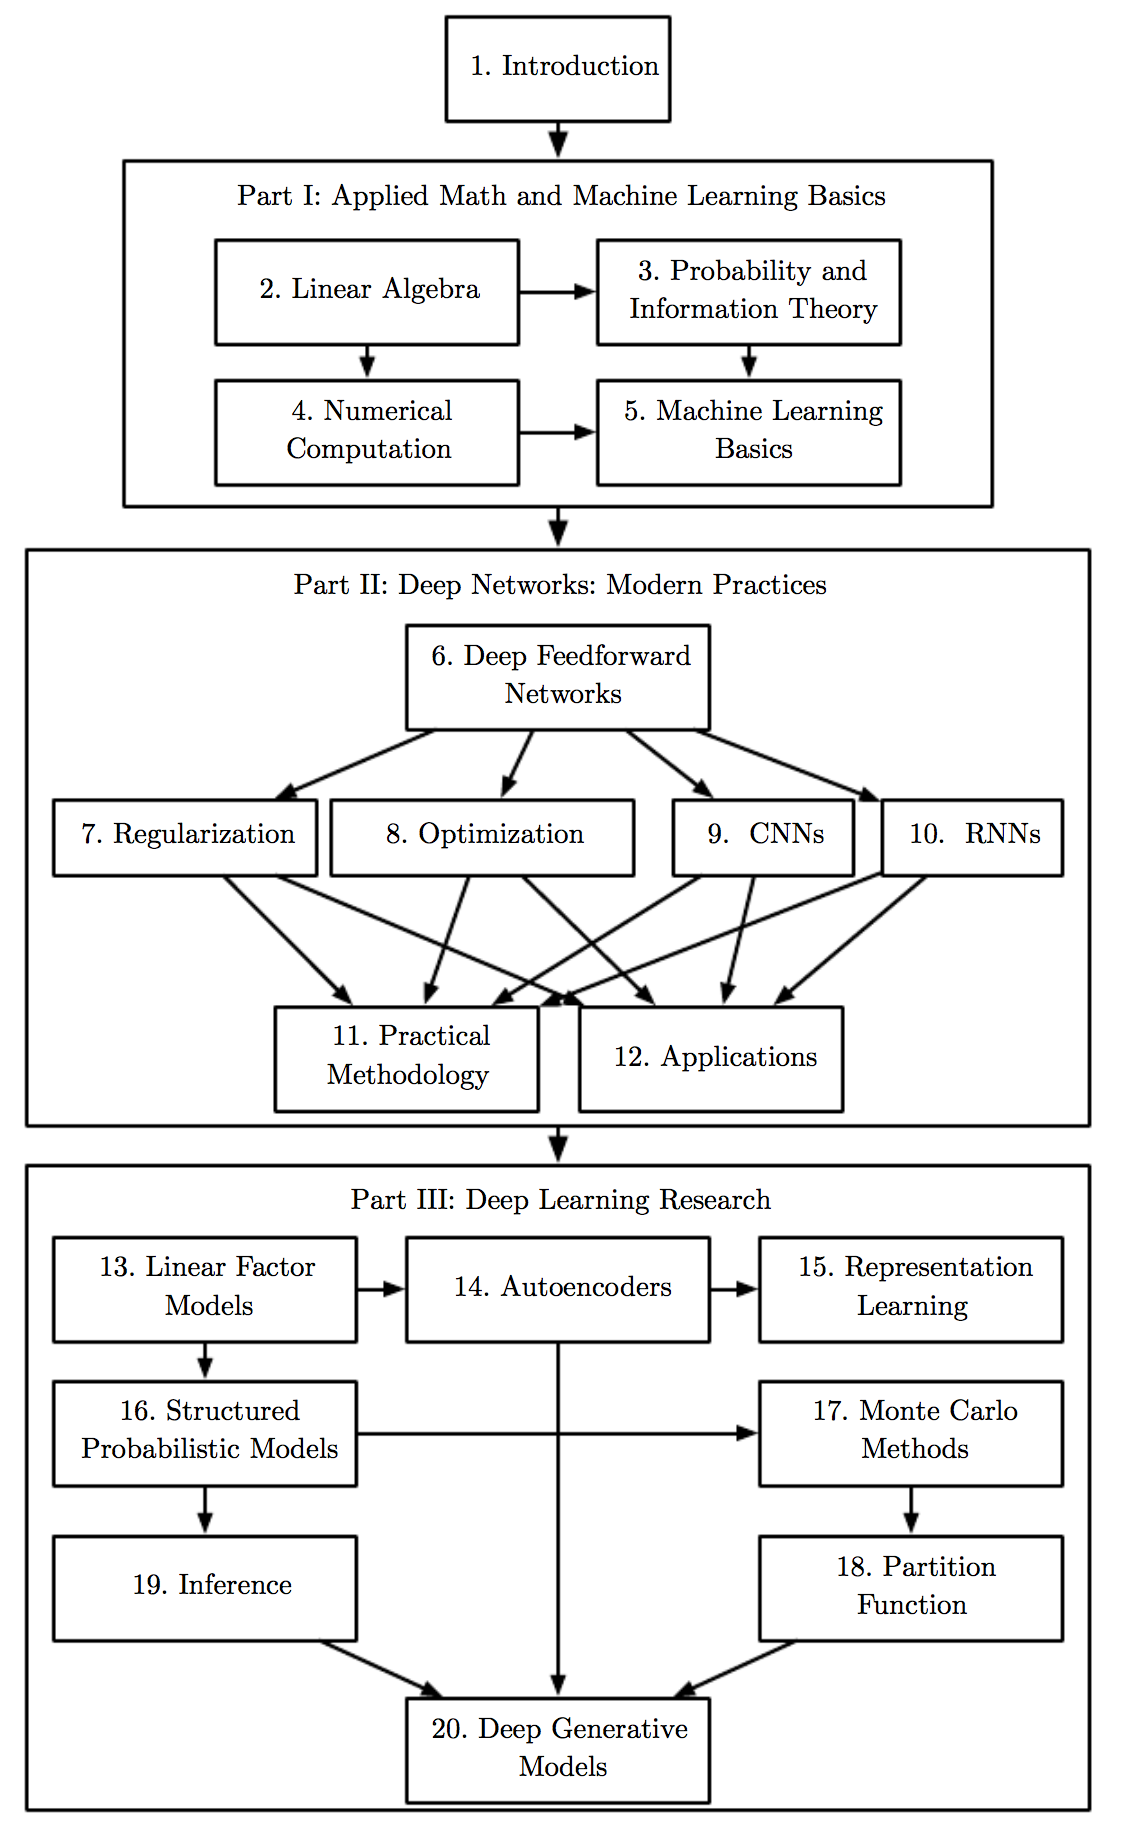 1. Introduction
Part I: Applied Math and Machine Learning Basics
2. Linear Algebra
3. Probability and
Information Theory
4. Numerical
Computation
5. Machine Learning
Basics
Part II: Deep Networks: Modern Practices
6. Deep Feedforward
Networks
7. Regularization
8. Optimization
9. CNNs
10. RNNs
11. Practical
Methodology
12. Applications
Part III: Deep Learning Research
13. Linear Factor
Models
14. Autoencoders
15. Representation
Learning
16. Structured
Probabilistic Models
17. Monte Carlo
Methods
19. Inference
18. Partition
Function
20. Deep Generative
Models